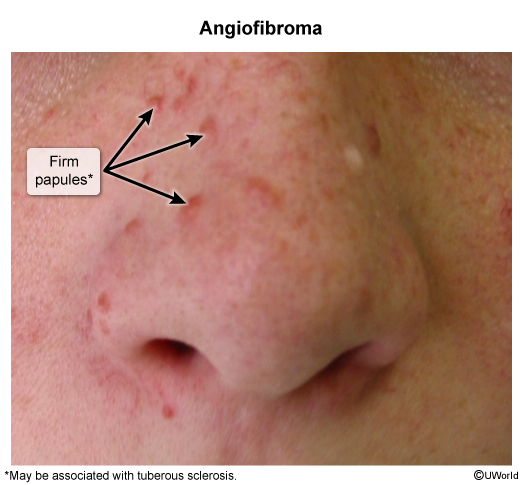 Angiofibroma
Firm
papules*
*May be associated with tuberous sclerosis.
©UWorld